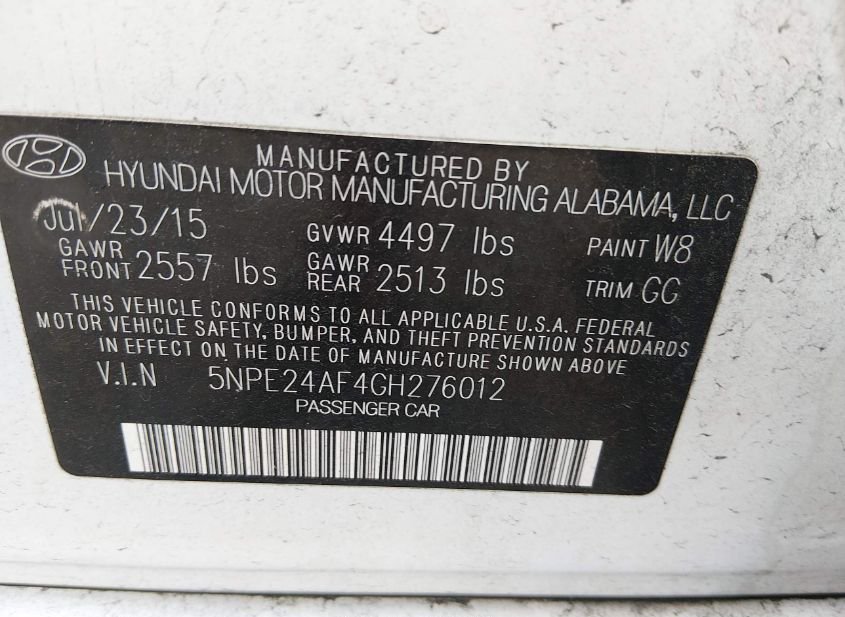 MANUFACTURED BY
HYUNDAI MOTOR MANUFACTURING ALABAMA, LLC
Jul/23/15 GVWR 4497 lbs PAINT W8
GAWR FRONT 2557 lbs GAWR REAR 2513 lbs TRIM GG
THIS VEHICLE CONFORMS TO ALL APPLICABLE U.S.A. FEDERAL
MOTOR VEHICLE SAFETY, BUMPER, AND THEFT PREVENTION STANDARDS
IN EFFECT ON THE DATE OF MANUFACTURE SHOWN ABOVE
V.I.N 5NPE24AF4GH276012
PASSENGER CAR